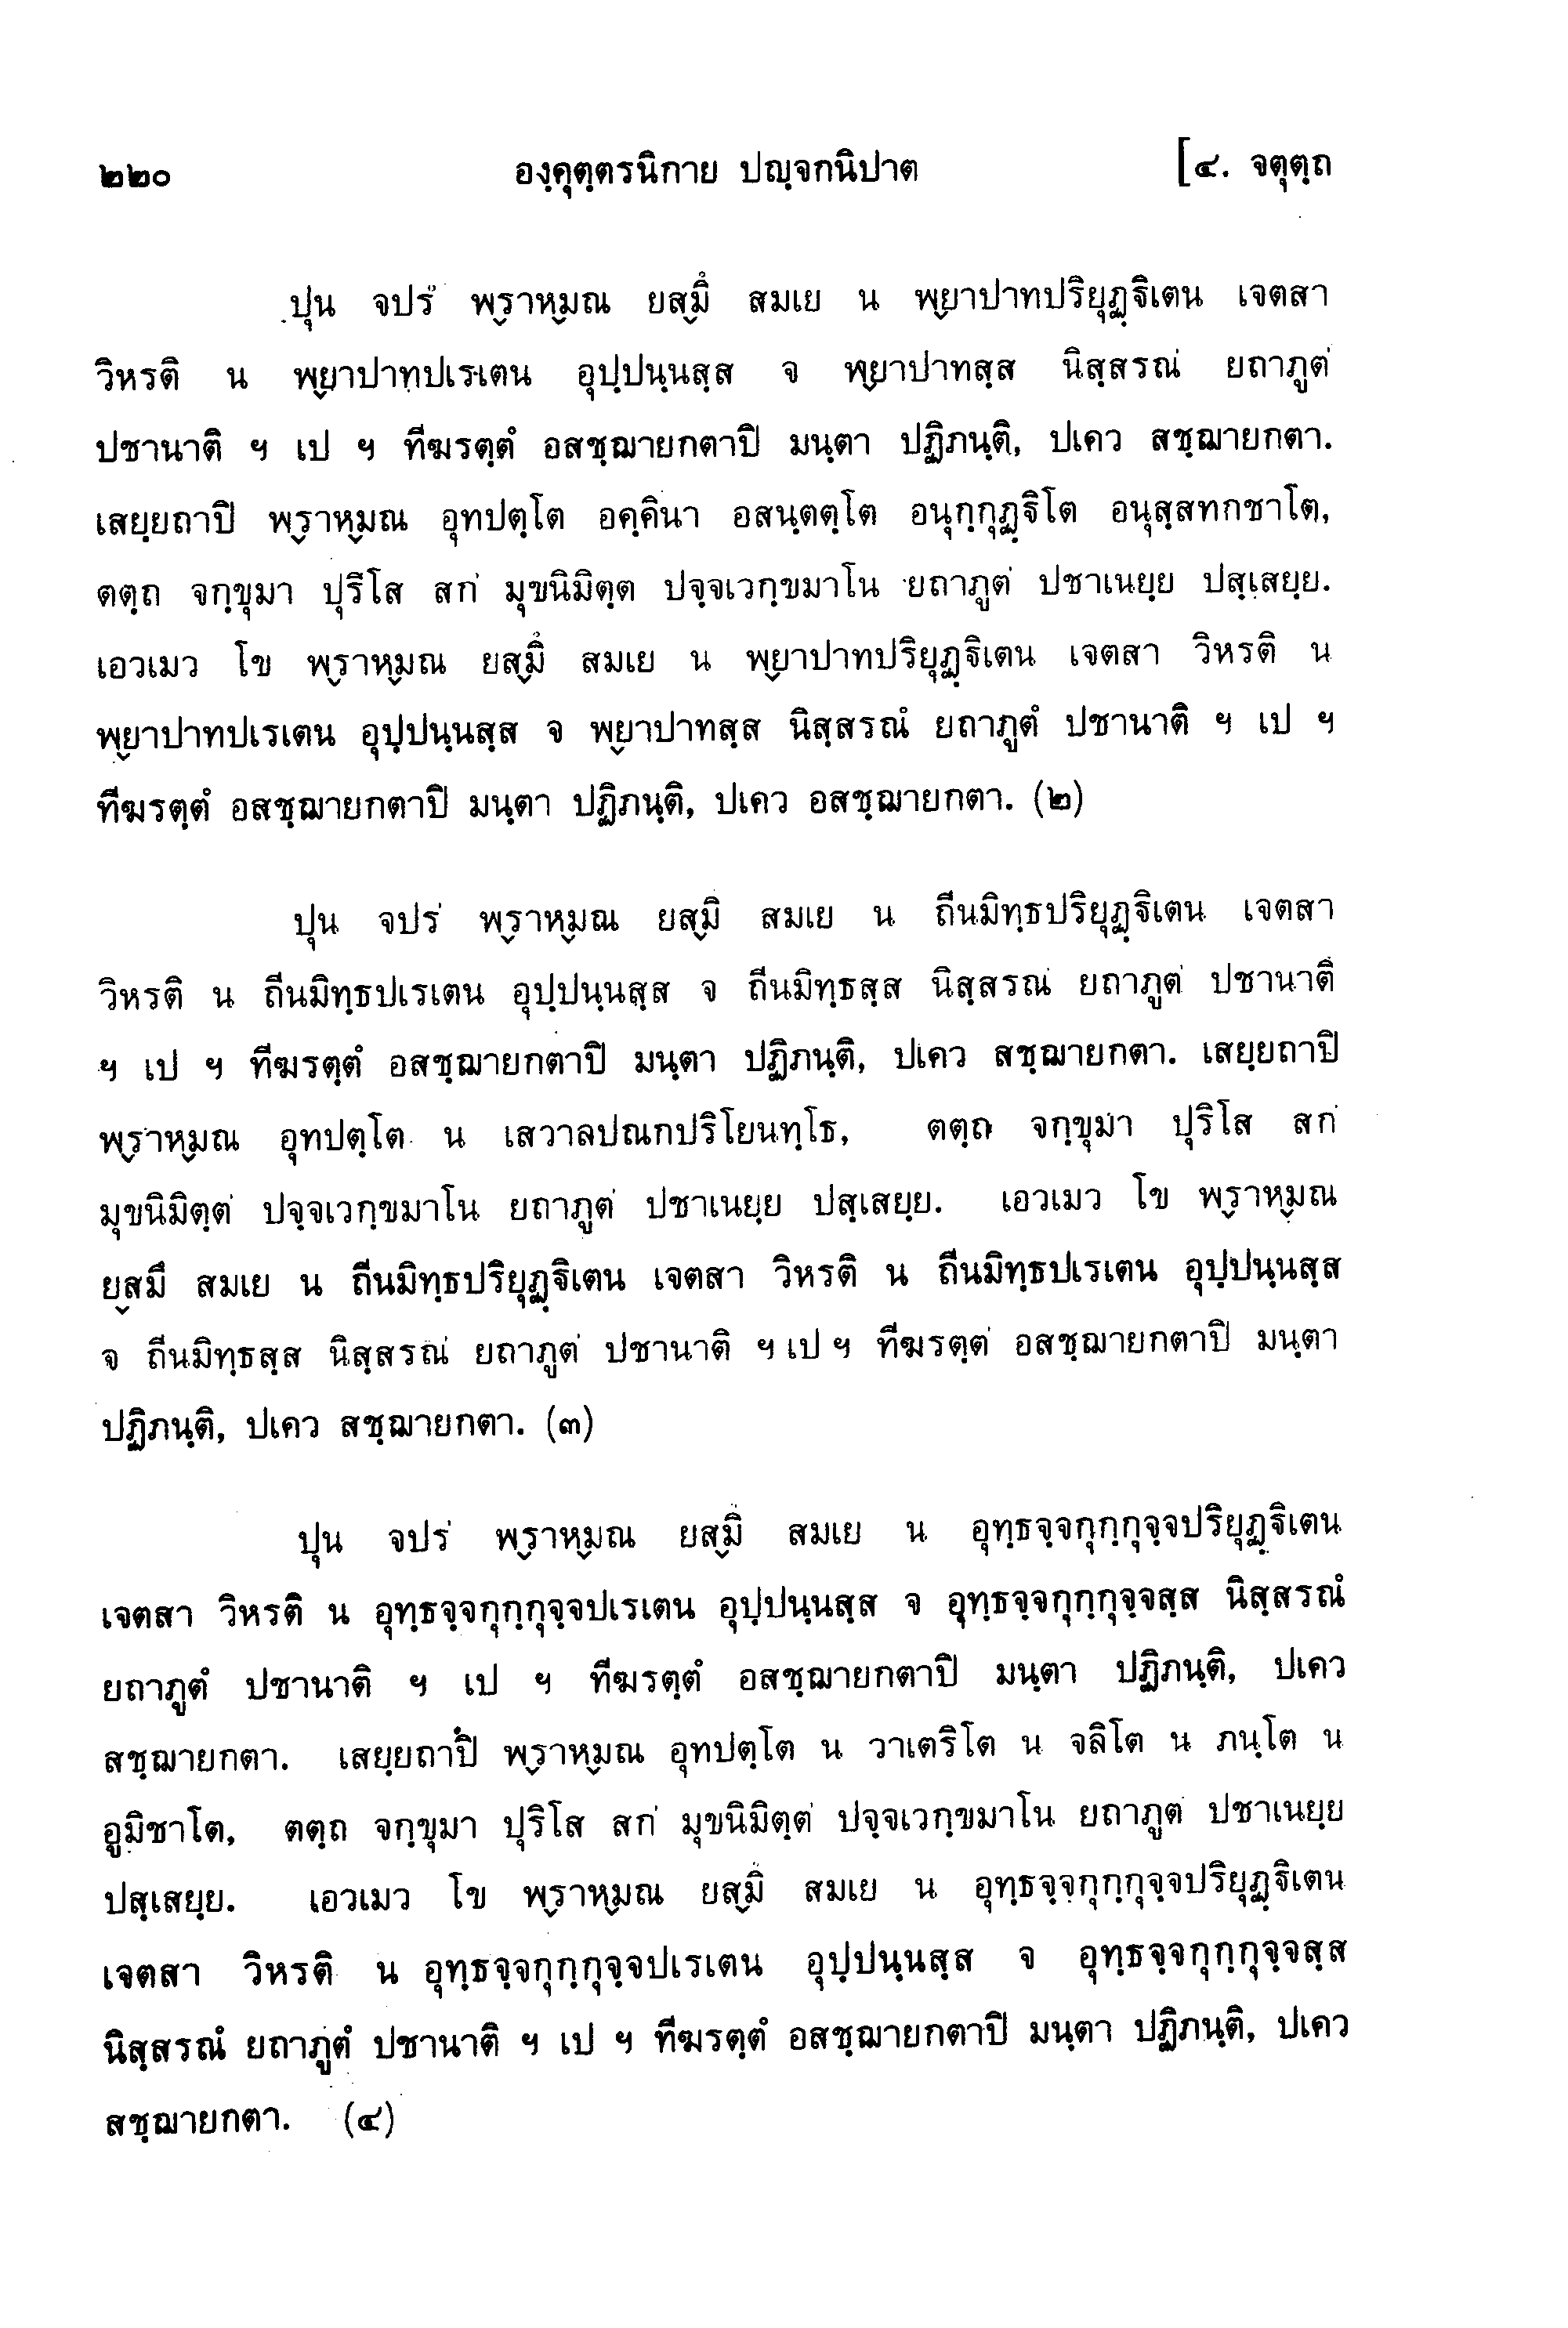 ๒๒๐ องฺคุตฺตรนิกาย ปญฺจกนิปาต [๔. จตุตฺถ
ปุน จปรํ พฺราหฺมณ ยสฺมึ สมเย น พฺยาปาทปริยุฏฺฐิเตน เจตสา
วิหรติ น พฺยาปาทปเรเตน อุปฺปนฺนสฺส จ พฺยาปาทสฺส นิสฺสรณํ ยถาภูตํ
ปชานาติ ฯ เป ฯ ทีฆรตฺตํ อสชฺฌายกตาปิ มนฺตา ปฏิภนฺติ, ปเคว สชฺฌายกตา.
เสยฺยถาปิ พฺราหฺมณ อุทปตฺโต อคฺคินา อสนฺตตฺโต อนุกฺกุฏฺฐิโต อนุสฺสทกชาโต,
ตตฺถ จกฺขุมา ปุริโส สกํ มุขนิมิตฺต ปจฺจเวกฺขมาโน ยถาภูตํ ปชาเนยฺย ปสฺเสยฺย.
เอวเมว โข พฺราหฺมณ ยสฺมึ สมเย น พฺยาปาทปริยุฏฺฐิเตน เจตสา วิหรติ น
พฺยาปาทปเรเตน อุปฺปนฺนสฺส จ พฺยาปาทสฺส นิสฺสรณํ ยถาภูตํ ปชานาติ ฯ เป ฯ
ทีฆรตฺตํ อสชฺฌายกตาปิ มนฺตา ปฏิภนฺติ, ปเคว อสชฺฌายกตา. (๒)
ปุน จปรํ พฺราหฺมณ ยสฺมึ สมเย น ถีนมิทฺธปริยุฏฺฐิเตน เจตสา
วิหรติ น ถีนมิทฺธปเรเตน อุปฺปนฺนสฺส จ ถีนมิทฺธสฺส นิสฺสรณํ ยถาภูตํ ปชานาติ
ฯ เป ฯ ทีฆรตฺตํ อสชฺฌายกตาปิ มนฺตา ปฏิภนฺติ, ปเคว สชฺฌายกตา. เสยฺยถาปิ
พฺราหฺมณ อุทปตฺโต น เสวาลปณกปริโยนทฺโธ, ตตฺถ จกฺขุมา ปุริโส สกํ
มุขนิมิตฺตํ ปจฺจเวกฺขมาโน ยถาภูตํ ปชาเนยฺย ปสฺเสยฺย. เอวเมว โข พฺราหฺมณ
ยฺสมึ สมเย น ถีนมิทฺธปริยุฏฺฐิเตน เจตสา วิหรติ น ถีนมิทฺธปเรเตน อุปฺปนฺนสฺส
จ ถีนมิทฺธสฺส นิสฺสรณํ ยถาภูตํ ปชานาติ ฯ เป ฯ ทีฆรตฺตํ อสชฺฌายกตาปิ มนฺตา
ปฏิภนฺติ, ปเคว สชฺฌายกตา. (๓)
ปุน จปรํ พฺราหฺมณ ยสฺมึ สมเย น อุทฺธจฺจกุกฺกุจฺจปริยุฏฺฐิเตน
เจตสา วิหรติ น อุทฺธจฺจกุกฺกุจฺจปเรเตน อุปฺปนฺนสฺส จ อุทฺธจฺจกุกฺกุจฺจสฺส นิสฺสรณํ
ยถาภูตํ ปชานาติ ฯ เป ฯ ทีฆรตฺตํ อสชฺฌายกตาปิ มนฺตา ปฏิภนฺติ, ปเคว
สชฺฌายกตา. เสยฺยถาปิ พฺราหฺมณ อุทปตฺโต น วาเตริโต น จลิโต น ภนฺโต น
อูมิชาโต, ตตฺถ จกฺขุมา ปุริโส สกํ มุขนิมิตฺตํ ปจฺจเวกฺขมาโน ยถาภูตํ ปชาเนยฺย
ปสฺเสยฺย. เอวเมว โข พฺราหฺมณ ยสฺมึ สมเย น อุทฺธจฺจกุกฺกุจฺจปริยุฏฺฐิเตน
เจตสา วิหรติ น อุทฺธจฺจกุกฺกุจฺจปเรเตน อุปฺปนฺนสฺส จ อุทฺธจฺจกุกฺกุจฺจสฺส
นิสฺสรณํ ยถาภูตํ ปชานาติ ฯ เป ฯ ทีฆรตฺตํ อสชฺฌายกตาปิ มนฺตา ปฏิภนฺติ, ปเคว
สชฺฌายกตา. (๔)